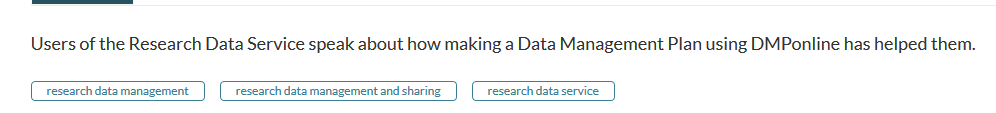 Users of the Research Data Service speak about how making a Data Management Plan using DMPonline has helped them.
research data management research data management and sharing research data service